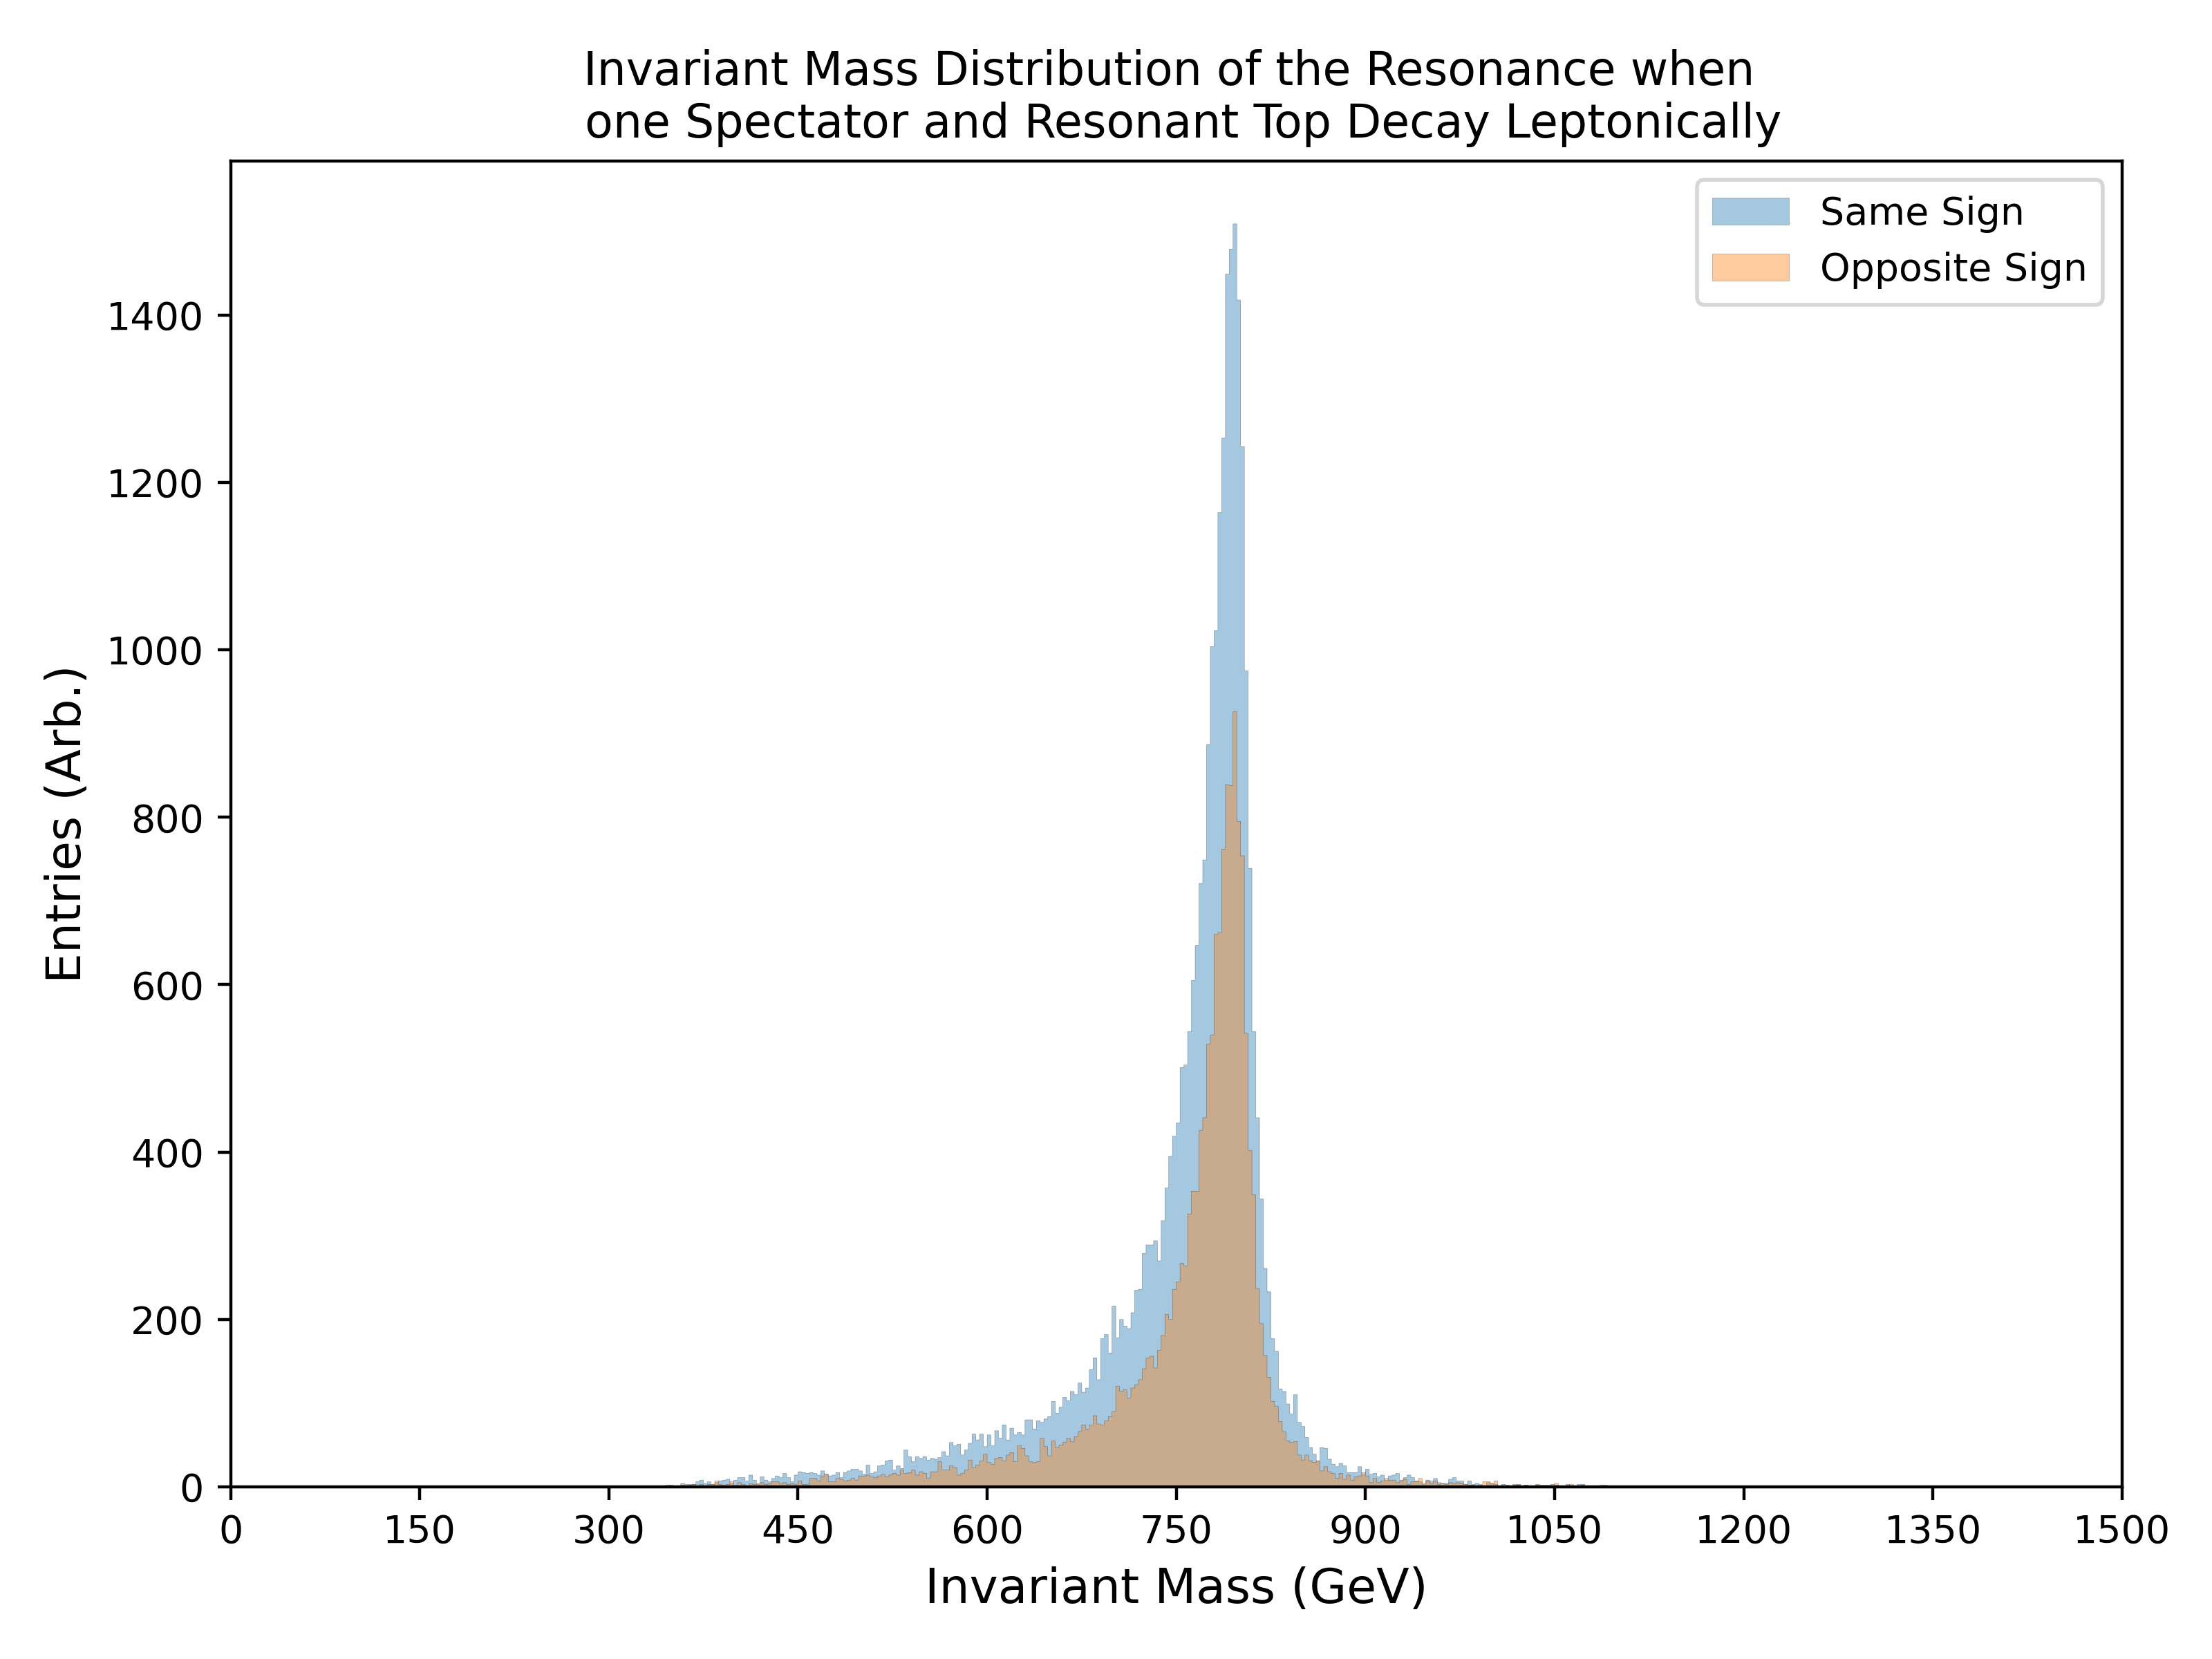 Invariant Mass Distribution of the Resonance when
one Spectator and Resonant Top Decay Leptonically
Same Sign
Opposite Sign
Entries (Arb.)
1400
1200
1000
800
600
400
200
0
0 150 300 450 600 750 900 1050 1200 1350 1500
Invariant Mass (GeV)